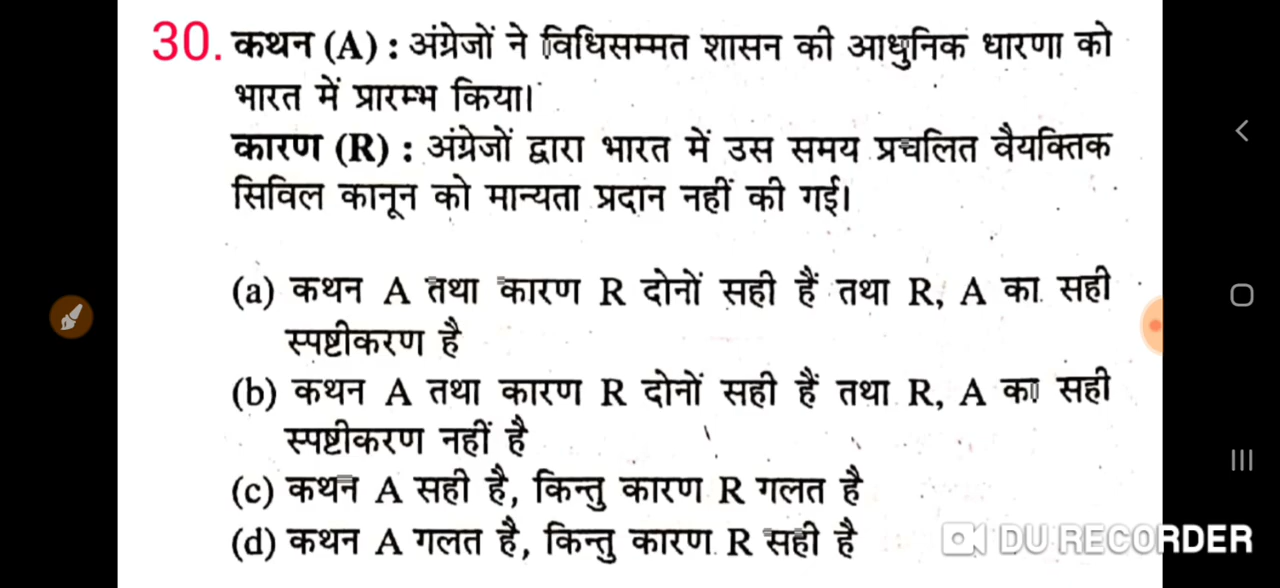 30. कथन (A) : अंग्रेजों ने विधिसम्मत शासन की आधुनिक धारणा को
भारत में प्रारम्भ किया।
कारण (R) : अंग्रेजों द्वारा भारत में उस समय प्रचलित वैयक्तिक
सिविल कानून को मान्यता प्रदान नहीं की गई।
(a) कथन A तथा कारण R दोनों सही हैं तथा R, A का सही
स्पष्टीकरण है
(b) कथन A तथा कारण R दोनों सही हैं तथा R, A का सही
स्पष्टीकरण नहीं है
(c) कथन A सही है, किन्तु कारण R गलत है
(d) कथन A गलत है, किन्तु कारण R सही है
DU RECORDER